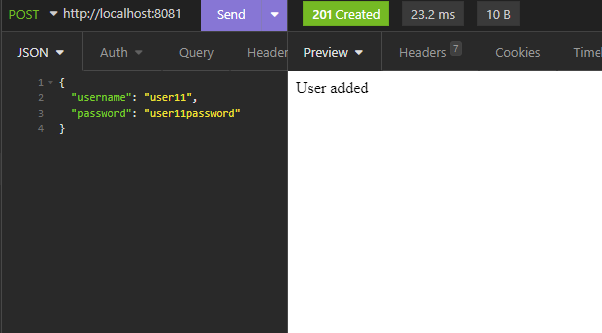 POST http://localhost:8081 Send 201 Created 23.2 ms 10 B
JSON Auth Query Header Preview Headers 7 Cookies Timel
1 {
2 "username": "user11",
3 "password": "user11password"
4 }
User added